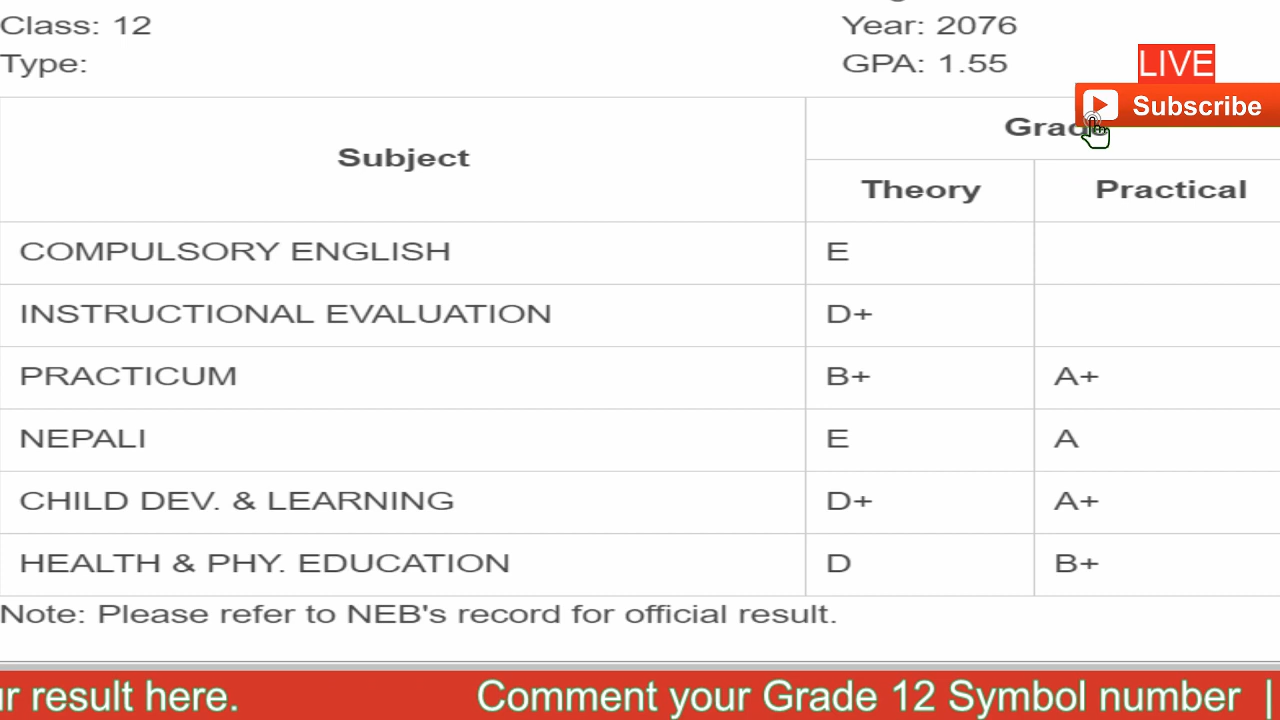 Class: 12
Year: 2076
Type:
GPA: 1.55
LIVE
Subscribe
Subject
Grade
Theory
Practical
COMPULSORY ENGLISH E
INSTRUCTIONAL EVALUATION D+
PRACTICUM B+ A+
NEPALI E A
CHILD DEV. & LEARNING D+ A+
HEALTH & PHY. EDUCATION D B+
Note: Please refer to NEB's record for official result.
result here. Comment your Grade 12 Symbol number |